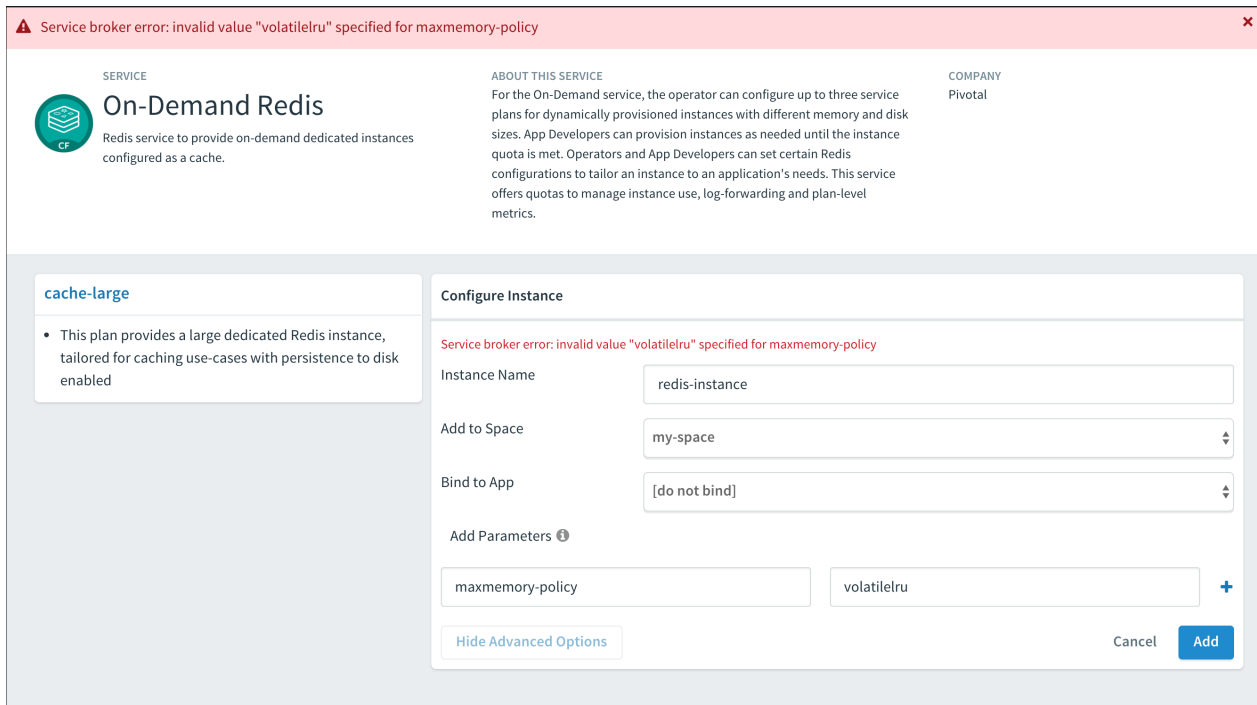 Service broker error: invalid value "volatilelru" specified for maxmemory-policy
SERVICE
On-Demand Redis
Redis service to provide on-demand dedicated instances
configured as a cache.
CF
ABOUT THIS SERVICE
For the On-Demand service, the operator can configure up to three service
plans for dynamically provisioned instances with different memory and disk
sizes. App Developers can provision instances as needed until the instance
quota is met. Operators and App Developers can set certain Redis
configurations to tailor an instance to an application's needs. This service
offers quotas to manage instance use, log-forwarding and plan-level
metrics.
COMPANY
Pivotal
cache-large
• This plan provides a large dedicated Redis instance,
tailored for caching use-cases with persistence to disk
enabled
Configure Instance
Service broker error: invalid value "volatilelru" specified for maxmemory-policy
Instance Name
redis-instance
Add to Space
my-space
Bind to App
[do not bind]
Add Parameters
maxmemory-policy
volatilelru
Hide Advanced Options
Cancel
Add